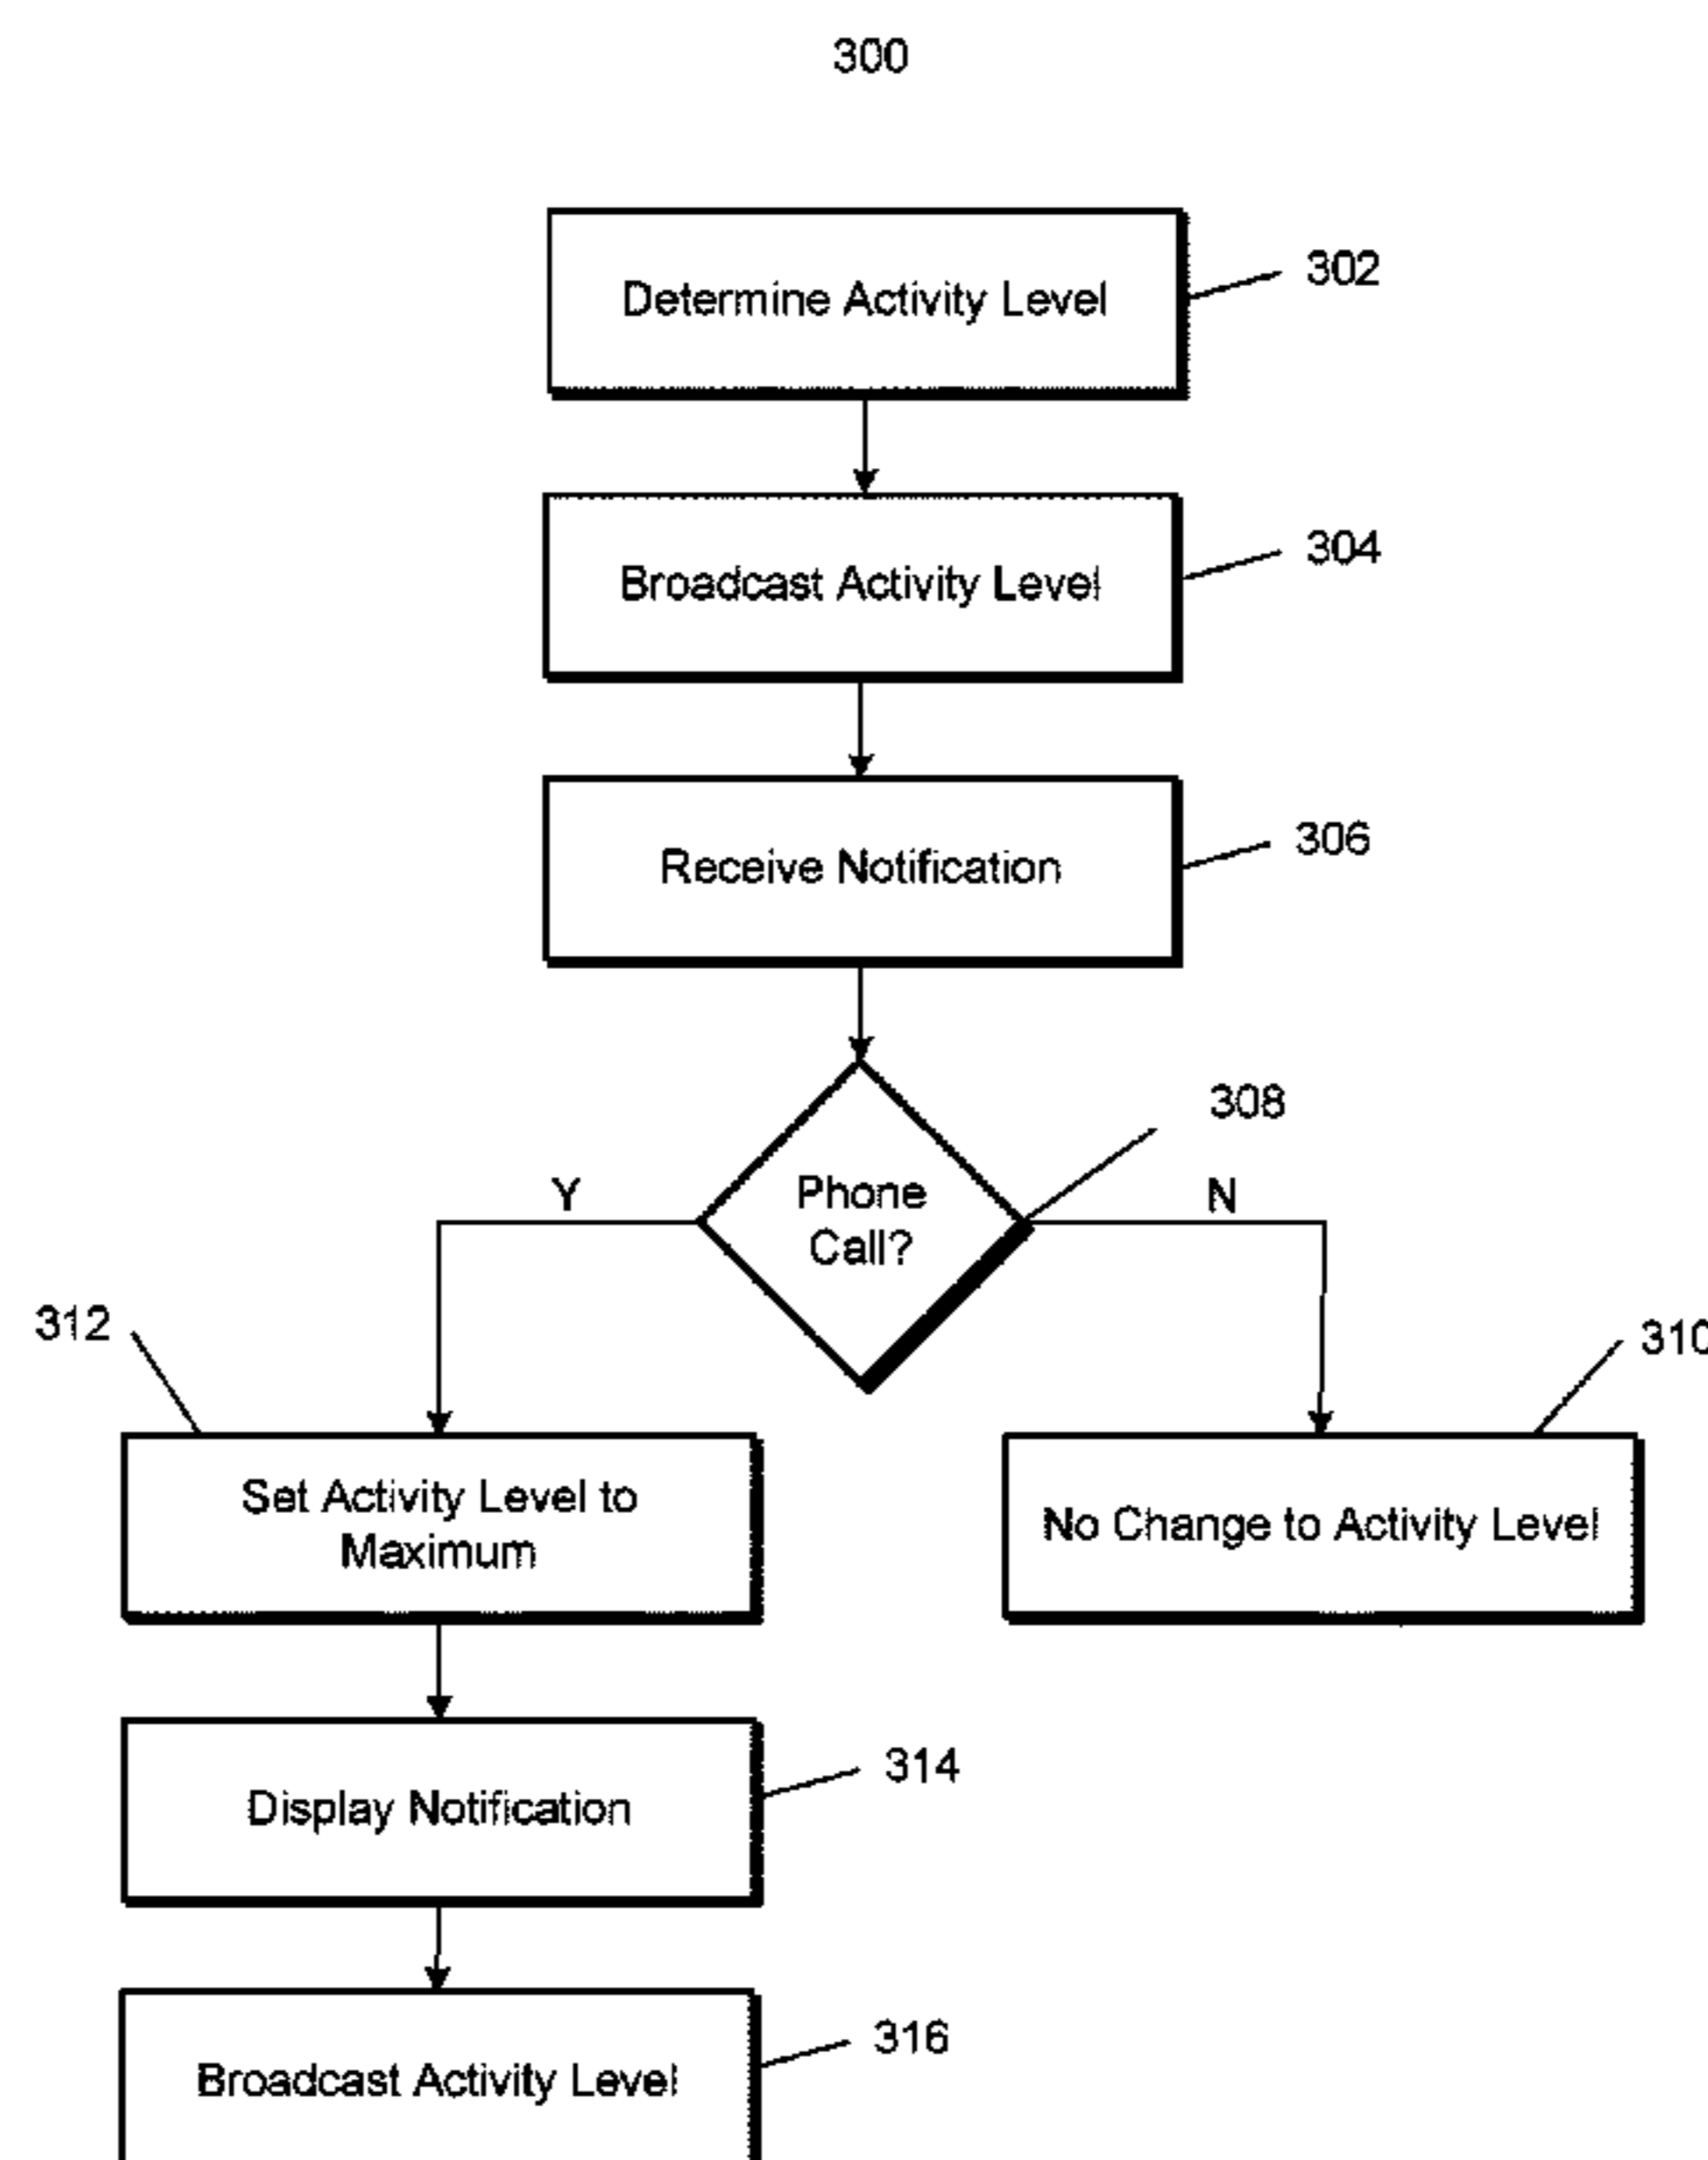 300
Determine Activity Level
302
Broadcast Activity Level
304
Receive Notification
306
308
Phone
Call?
Y
N
312
310
Set Activity Level to
Maximum
No Change to Activity Level
Display Notification
314
Broadcast Activity Level
316